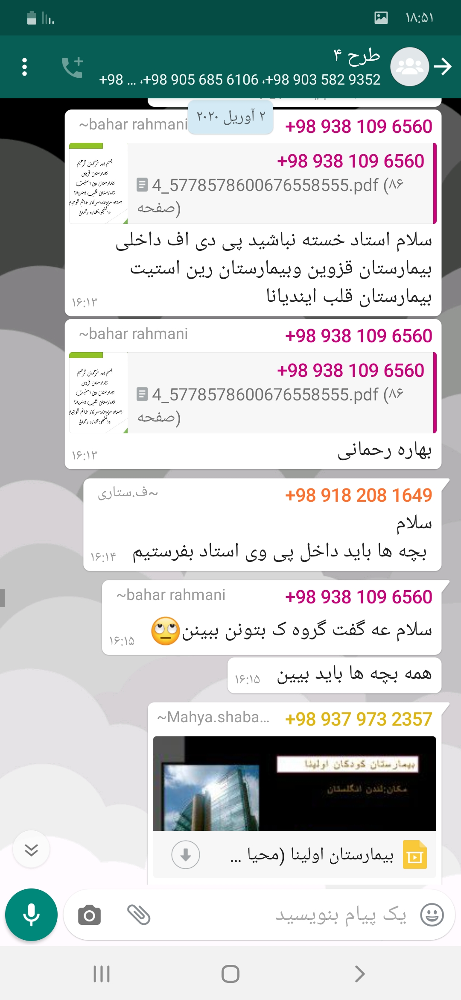 ۱۸:۵۱
طرح ۴
+98 903 582 9352، +98 905 685 6106، +98 ...
۲ آوریل ۲۰۲۰
+98 938 109 6560
~bahar rahmani
+98 938 109 6560
4_5778578600676558555.pdf (۸۶
صفحه)
بسم الله الرحمان الرحیم
بیمارستان قزوین
بیمارستان رین استیت
بیمارستان قلب ایندیانا
استاد مربوطه:سرکار خانم الوانیان
دانشجو:بهاره رحمانی
سلام استاد خسته نباشید پی دی اف داخلی
بیمارستان قزوین وبیمارستان رین استیت
بیمارستان قلب ایندیانا
۱۶:۱۳
+98 938 109 6560
~bahar rahmani
+98 938 109 6560
4_5778578600676558555.pdf (۸۶
صفحه)
بسم الله الرحمان الرحیم
بیمارستان قزوین
بیمارستان رین استیت
بیمارستان قلب ایندیانا
استاد مربوطه:سرکار خانم الوانیان
دانشجو:بهاره رحمانی
بهاره رحمانی
۱۶:۱۳
+98 918 208 1649
~ف.ستاری
سلام
بچه ها باید داخل پی وی استاد بفرستیم
۱۶:۱۴
+98 938 109 6560
~bahar rahmani
سلام عه گفت گروه ک بتونن ببینن🙄
۱۶:۱۵
همه بچه ها باید ببین
۱۶:۱۵
+98 937 973 2357
~Mahya.shaba...
بیمارستان کودکان اولینا
مکان:لندن انگلستان
بیمارستان اولینا (محیا ...
یک پیام بنویسید